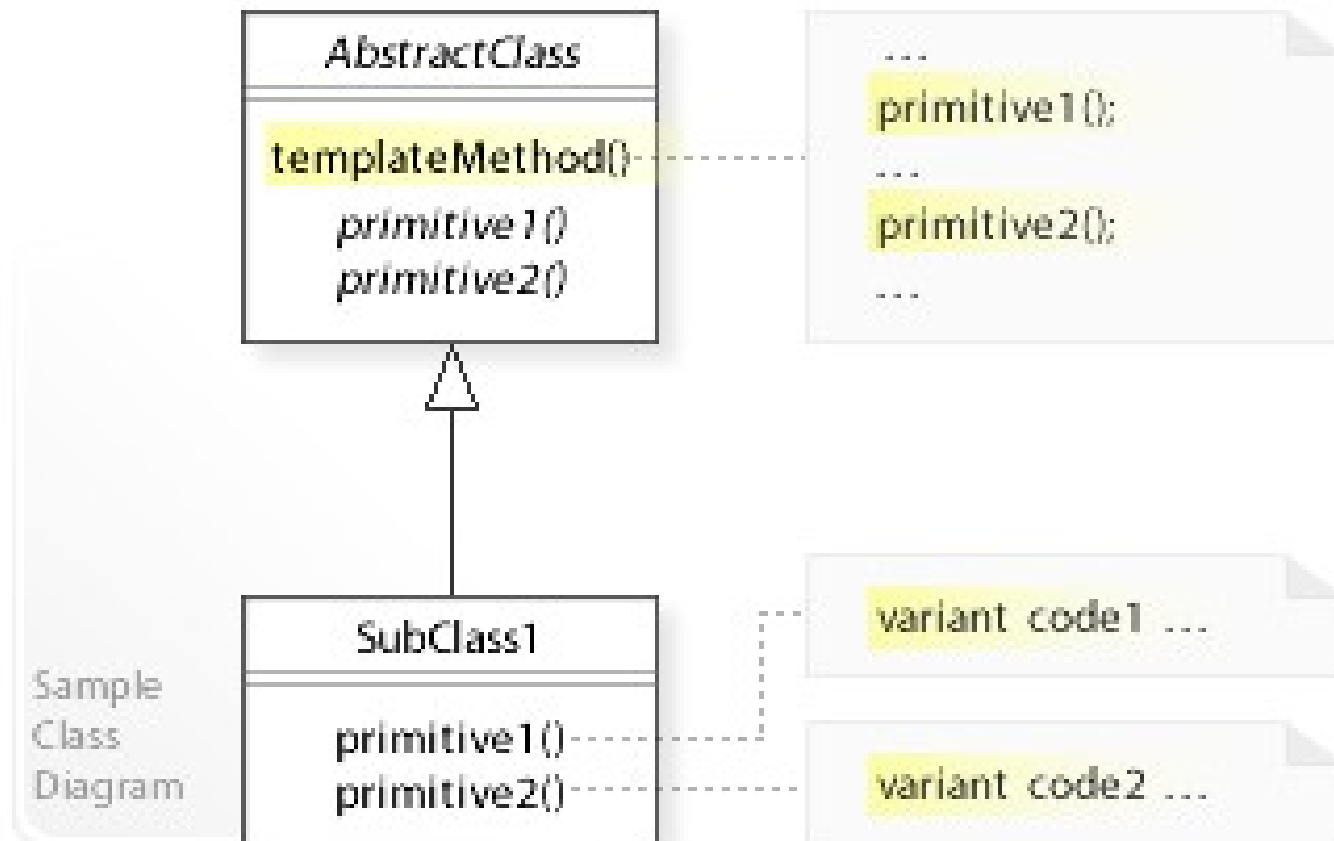 AbstractClass
templateMethod()
primitive1()
primitive2()
...
primitive1();
...
primitive2();
...
SubClass1
primitive1()
primitive2()
variant code1 ...
variant code2 ...
Sample
Class
Diagram